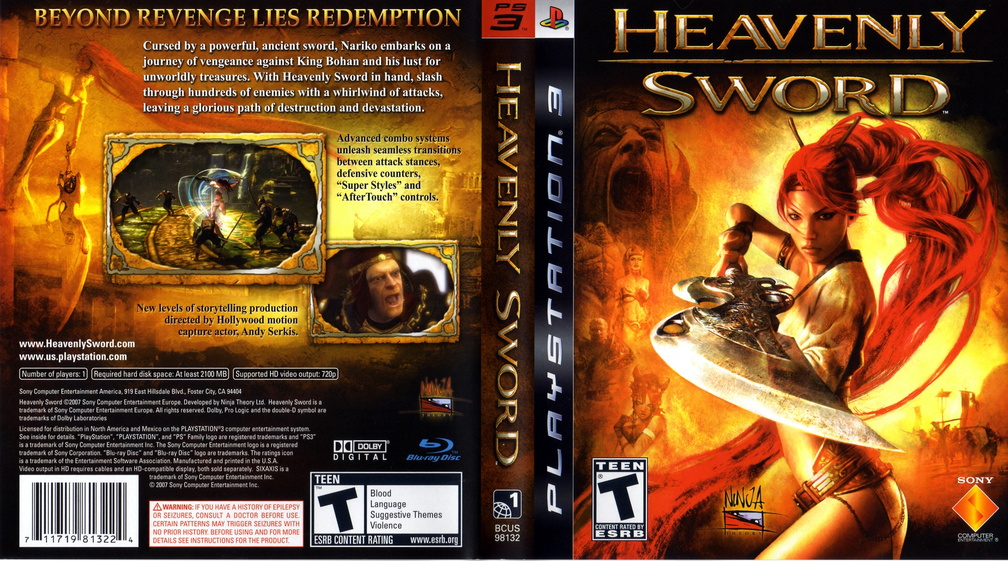 BEYOND REVENGE LIES REDEMPTION
Cursed by a powerful, ancient sword, Nariko embarks on a
journey of vengeance against King Bohan and his lust for
unworldly treasures. With Heavenly Sword in hand, slash
through hundreds of enemies with a whirlwind of attacks,
leaving a glorious path of destruction and devastation.
Advanced combo systems
unleash seamless transitions
between attack stances,
defensive counters,
“Super Styles” and
“AfterTouch” controls.
New levels of storytelling production
directed by Hollywood motion
capture actor, Andy Serkis.
www.HeavenlySword.com
www.us.playstation.com
Number of players: 1
Required hard disk space: At least 2100 MB
Supported HD video output: 720p
Sony Computer Entertainment America, 919 East Hillsdale Blvd., Foster City, CA 94404
Heavenly Sword ©2007 Sony Computer Entertainment Europe. Developed by Ninja Theory Ltd. Heavenly Sword is a
trademark of Sony Computer Entertainment Europe. All rights reserved. Dolby, Pro Logic and the double-D symbol are
trademarks of Dolby Laboratories
Licensed for distribution in North America and Mexico on the PLAYSTATION®3 computer entertainment system.
See inside for details. "PlayStation", "PLAYSTATION", and "PS" Family logo are registered trademarks and "PS3"
is a trademark of Sony Computer Entertainment Inc. The Sony Computer Entertainment logo is a registered
trademark of Sony Corporation. "Blu-ray Disc" and "Blu-ray Disc" logo are trademarks. The ratings icon
is a trademark of the Entertainment Software Association. Manufactured and printed in the U.S.A.
Video output in HD requires cables and an HD-compatible display, both sold separately. SIXAXIS is a
trademark of Sony Computer Entertainment Inc.
© 2007 Sony Computer Entertainment Inc.
DOLBY
DIGITAL
Blu-ray Disc
7 11719 81322 4
WARNING: IF YOU HAVE A HISTORY OF EPILEPSY
OR SEIZURES, CONSULT A DOCTOR BEFORE USE.
CERTAIN PATTERNS MAY TRIGGER SEIZURES WITH
NO PRIOR HISTORY. BEFORE USING AND FOR MORE
DETAILS SEE INSTRUCTIONS FOR THE PRODUCT.
TEEN
T
Blood
Language
Suggestive Themes
Violence
ESRB CONTENT RATING
www.esrb.org
PS3™
HEAVENLY SWORD
PLAYSTATION®3
1
BCUS
98132
HEAVENLY
SWORD™
TEEN
T
CONTENT RATED BY
ESRB
NINJA
SONY
COMPUTER
ENTERTAINMENT®